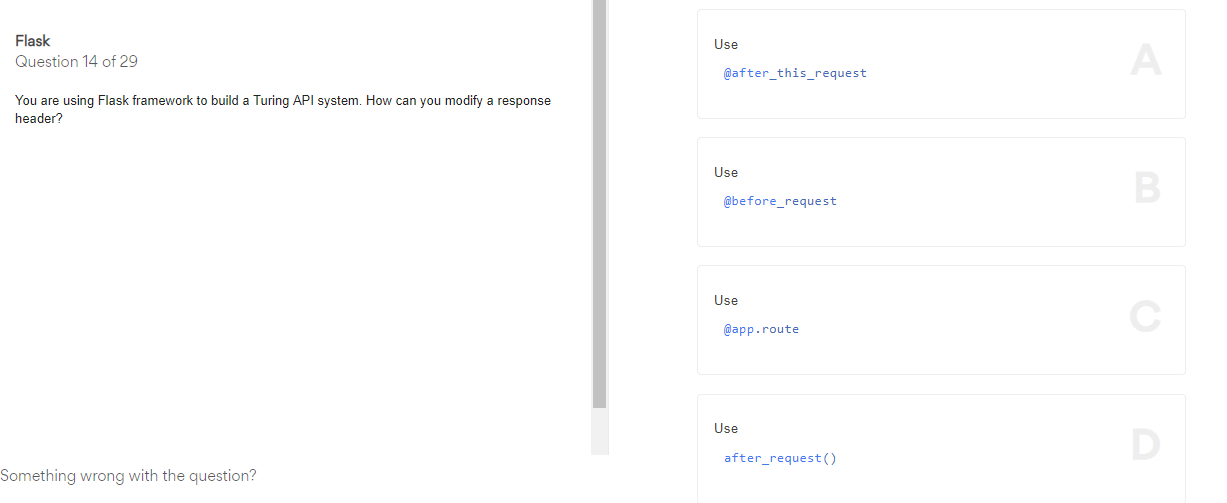 Flask
Question 14 of 29
You are using Flask framework to build a Turing API system. How can you modify a response
header?
Something wrong with the question?
Use
@after_this_request
A
Use
@before_request
B
Use
@app.route
C
Use
after_request()
D